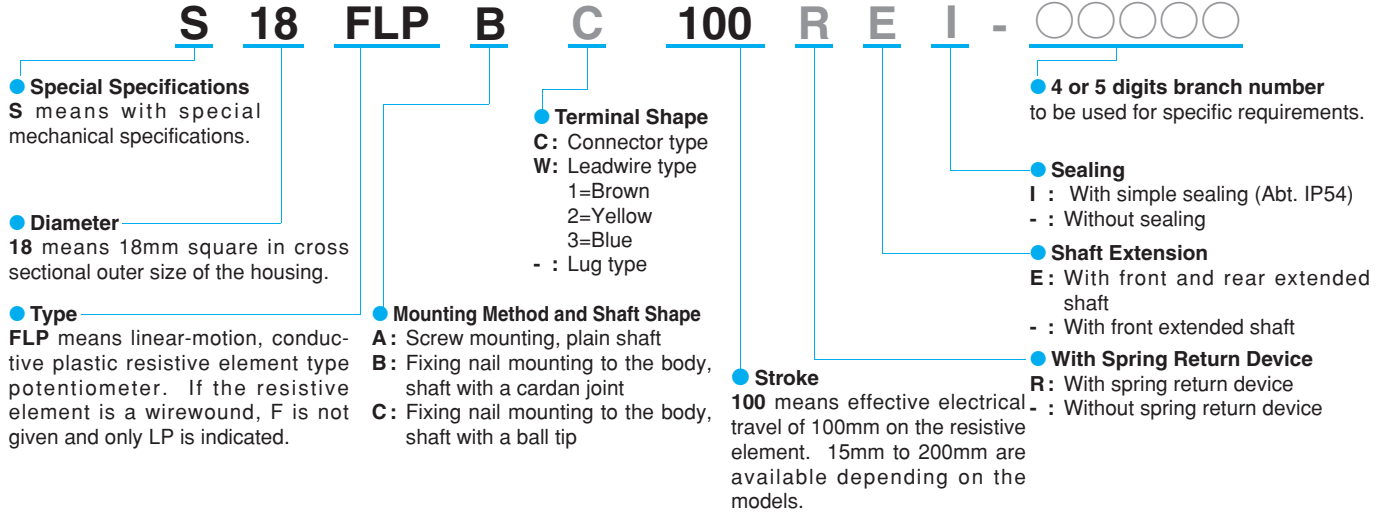 S 18 FLP B C 100 R E I - ○○○○○
● Special Specifications
S means with special
mechanical specifications.
● Diameter
18 means 18mm square in cross
sectional outer size of the housing.
● Type
FLP means linear-motion, conduc-
tive plastic resistive element type
potentiometer. If the resistive
element is a wirewound, F is not
given and only LP is indicated.
● Mounting Method and Shaft Shape
A : Screw mounting, plain shaft
B : Fixing nail mounting to the body,
shaft with a cardan joint
C : Fixing nail mounting to the body,
shaft with a ball tip
● Terminal Shape
C : Connector type
W : Leadwire type
1=Brown
2=Yellow
3=Blue
- : Lug type
● Stroke
100 means effective electrical
travel of 100mm on the resistive
element. 15mm to 200mm are
available depending on the
models.
● 4 or 5 digits branch number
to be used for specific requirements.
● Sealing
I : With simple sealing (Abt. IP54)
- : Without sealing
● Shaft Extension
E : With front and rear extended
shaft
- : With front extended shaft
● With Spring Return Device
R : With spring return device
- : Without spring return device